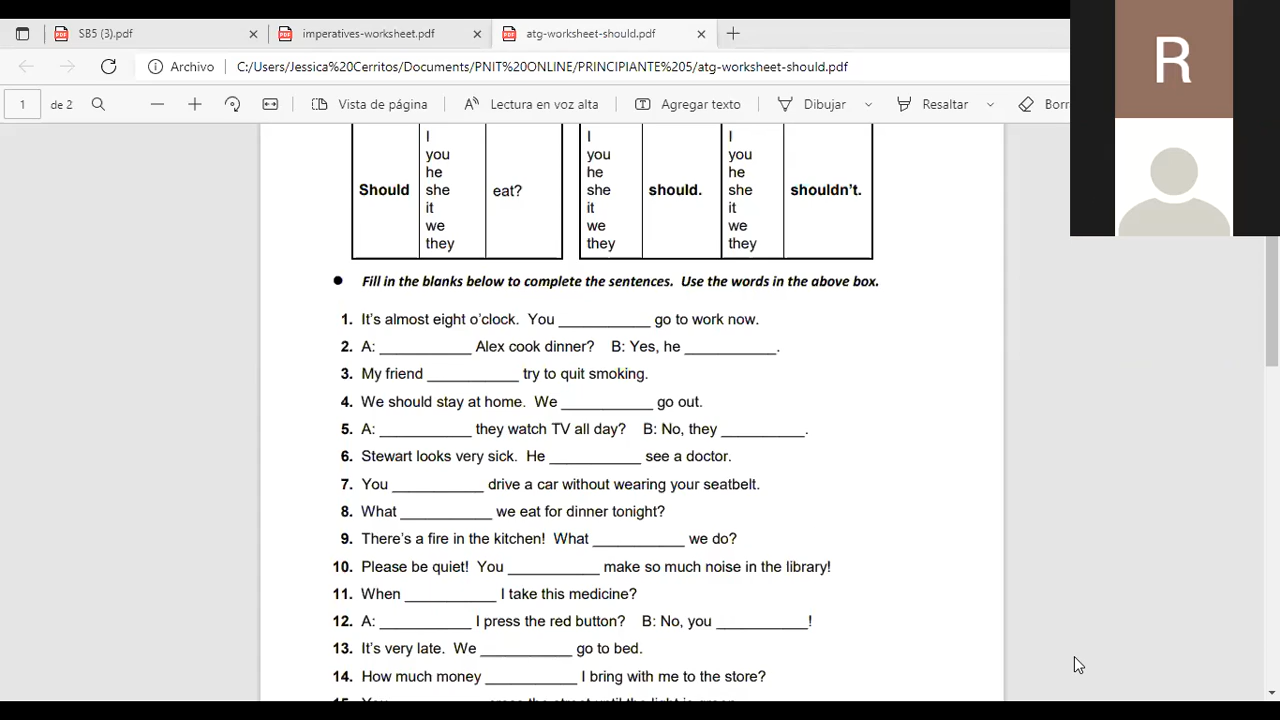 SB5 (3).pdf
imperatives-worksheet.pdf
atg-worksheet-should.pdf
Archivo
C:/Users/Jessica%20Cerritos/Documents/PNIT%20ONLINE/PRINCIPIANTE%205/atg-worksheet-should.pdf
1 de 2
Vista de página
Lectura en voz alta
Agregar texto
Dibujar
Resaltar
Borr
R
Should
I
you
he
she
it
we
they
eat?
I
you
he
she
it
we
they
should.
I
you
he
she
it
we
they
shouldn't.
● Fill in the blanks below to complete the sentences. Use the words in the above box.
1. It's almost eight o'clock. You ___________ go to work now.
2. A: ___________ Alex cook dinner? B: Yes, he ___________.
3. My friend ___________ try to quit smoking.
4. We should stay at home. We ___________ go out.
5. A: ___________ they watch TV all day? B: No, they __________.
6. Stewart looks very sick. He ___________ see a doctor.
7. You ___________ drive a car without wearing your seatbelt.
8. What ___________ we eat for dinner tonight?
9. There's a fire in the kitchen! What ___________ we do?
10. Please be quiet! You ___________ make so much noise in the library!
11. When ___________ I take this medicine?
12. A: ___________ I press the red button? B: No, you ___________!
13. It's very late. We ___________ go to bed.
14. How much money ___________ I bring with me to the store?